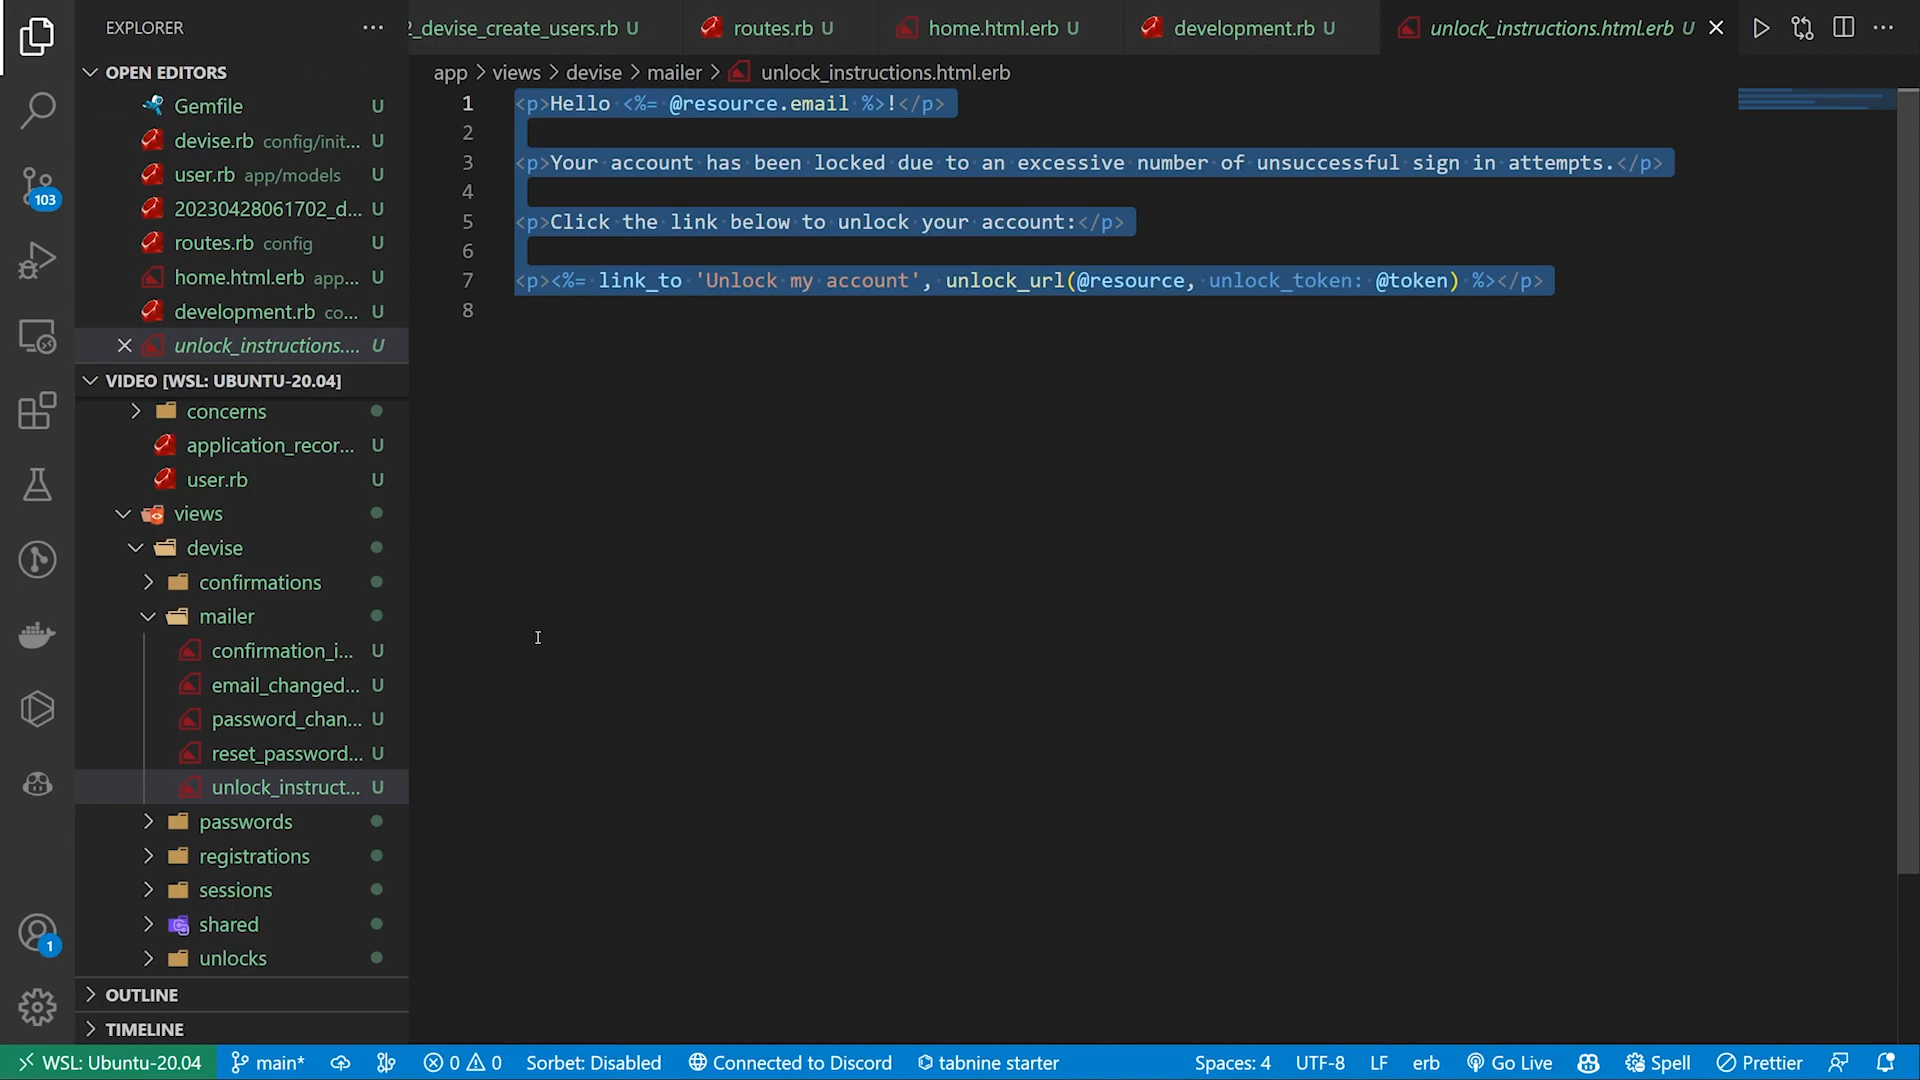 EXPLORER
2_devise_create_users.rb U
routes.rb U
home.html.erb U
development.rb U
unlock_instructions.html.erb U
OPEN EDITORS
Gemfile U
devise.rb config/init... U
user.rb app/models U
20230428061702_d... U
routes.rb config U
home.html.erb app... U
development.rb co... U
unlock_instructions.... U
VIDEO [WSL: UBUNTU-20.04]
concerns
application_recor... U
user.rb U
views
devise
confirmations
mailer
confirmation_i... U
email_changed... U
password_chan... U
reset_password... U
unlock_instruct... U
passwords
registrations
sessions
shared
unlocks
OUTLINE
TIMELINE
103
1
app > views > devise > mailer > unlock_instructions.html.erb
1 <p>Hello <%= @resource.email %>!</p>
2
3 <p>Your account has been locked due to an excessive number of unsuccessful sign in attempts.</p>
4
5 <p>Click the link below to unlock your account:</p>
6
7 <p><%= link_to 'Unlock my account', unlock_url(@resource, unlock_token: @token) %></p>
8
WSL: Ubuntu-20.04 main* 0 0 Sorbet: Disabled Connected to Discord tabnine starter Spaces: 4 UTF-8 LF erb Go Live Spell Prettier